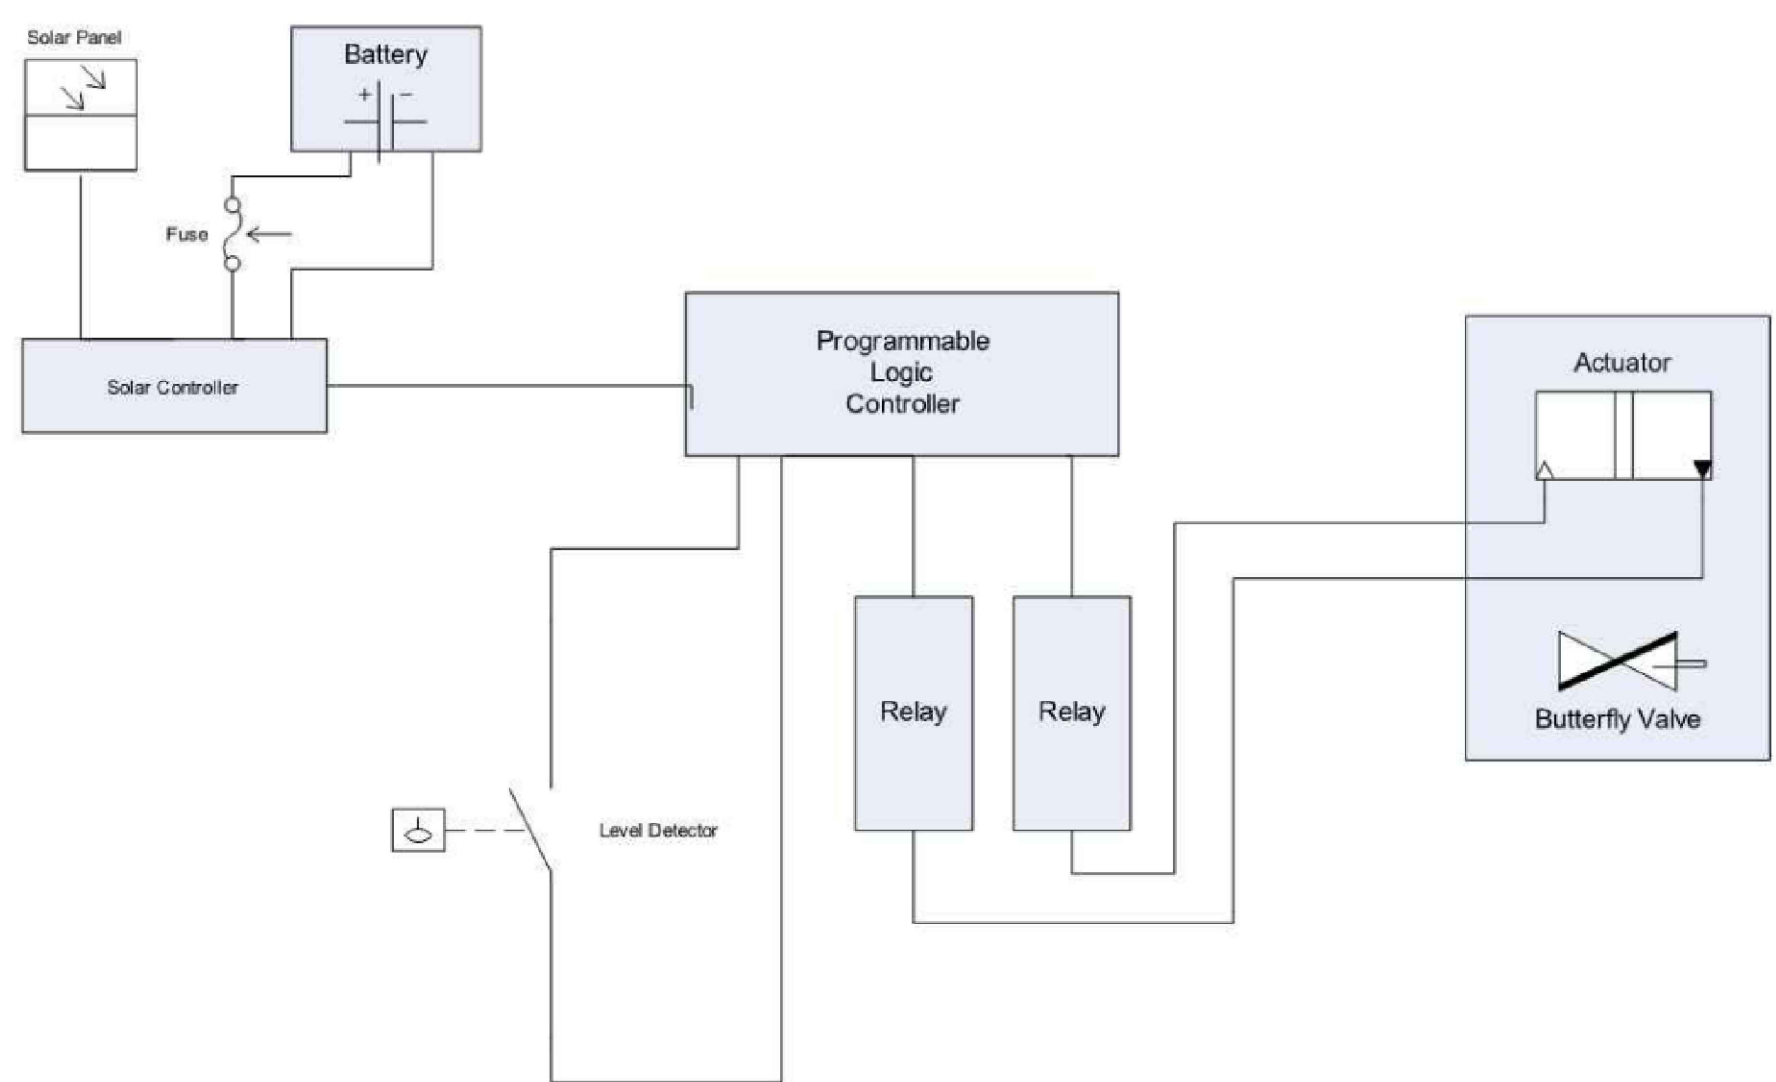 Solar Panel
Battery
+ −
Fuse
Solar Controller
Programmable
Logic
Controller
Actuator
Relay
Relay
Butterfly Valve
Level Detector